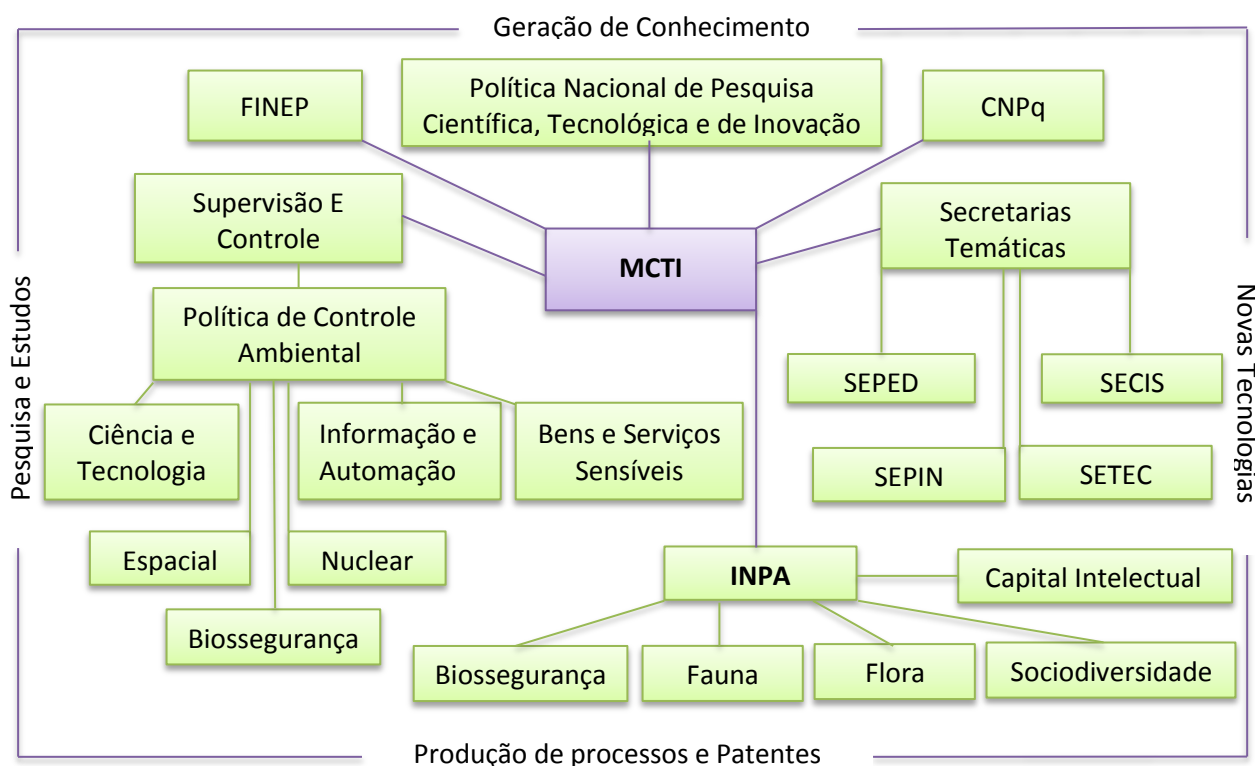 Geração de Conhecimento
FINEP
Política Nacional de Pesquisa
Científica, Tecnológica e de Inovação
CNPq
Supervisão E
Controle
MCTI
Secretarias
Temáticas
Pesquisa e Estudos
Novas Tecnologias
Política de Controle
Ambiental
SEPED
SECIS
Ciência e
Tecnologia
Informação e
Automação
Bens e Serviços
Sensíveis
SEPIN
SETEC
Espacial
Nuclear
INPA
Capital Intelectual
Biossegurança
Biossegurança
Fauna
Flora
Sociodiversidade
Produção de processos e Patentes